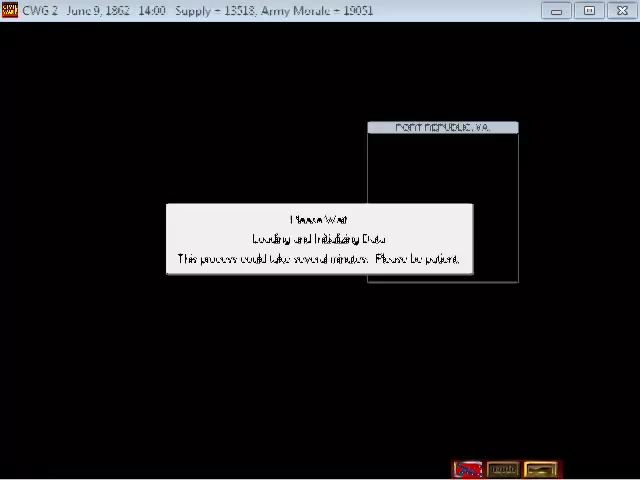 CWG 2 June 9, 1862 14:00 Supply = 13518, Army Morale = 19051
PORT REPUBLIC, VA.
Please Wait
Loading and Initializing Data
This process could take several minutes. Please be patient.